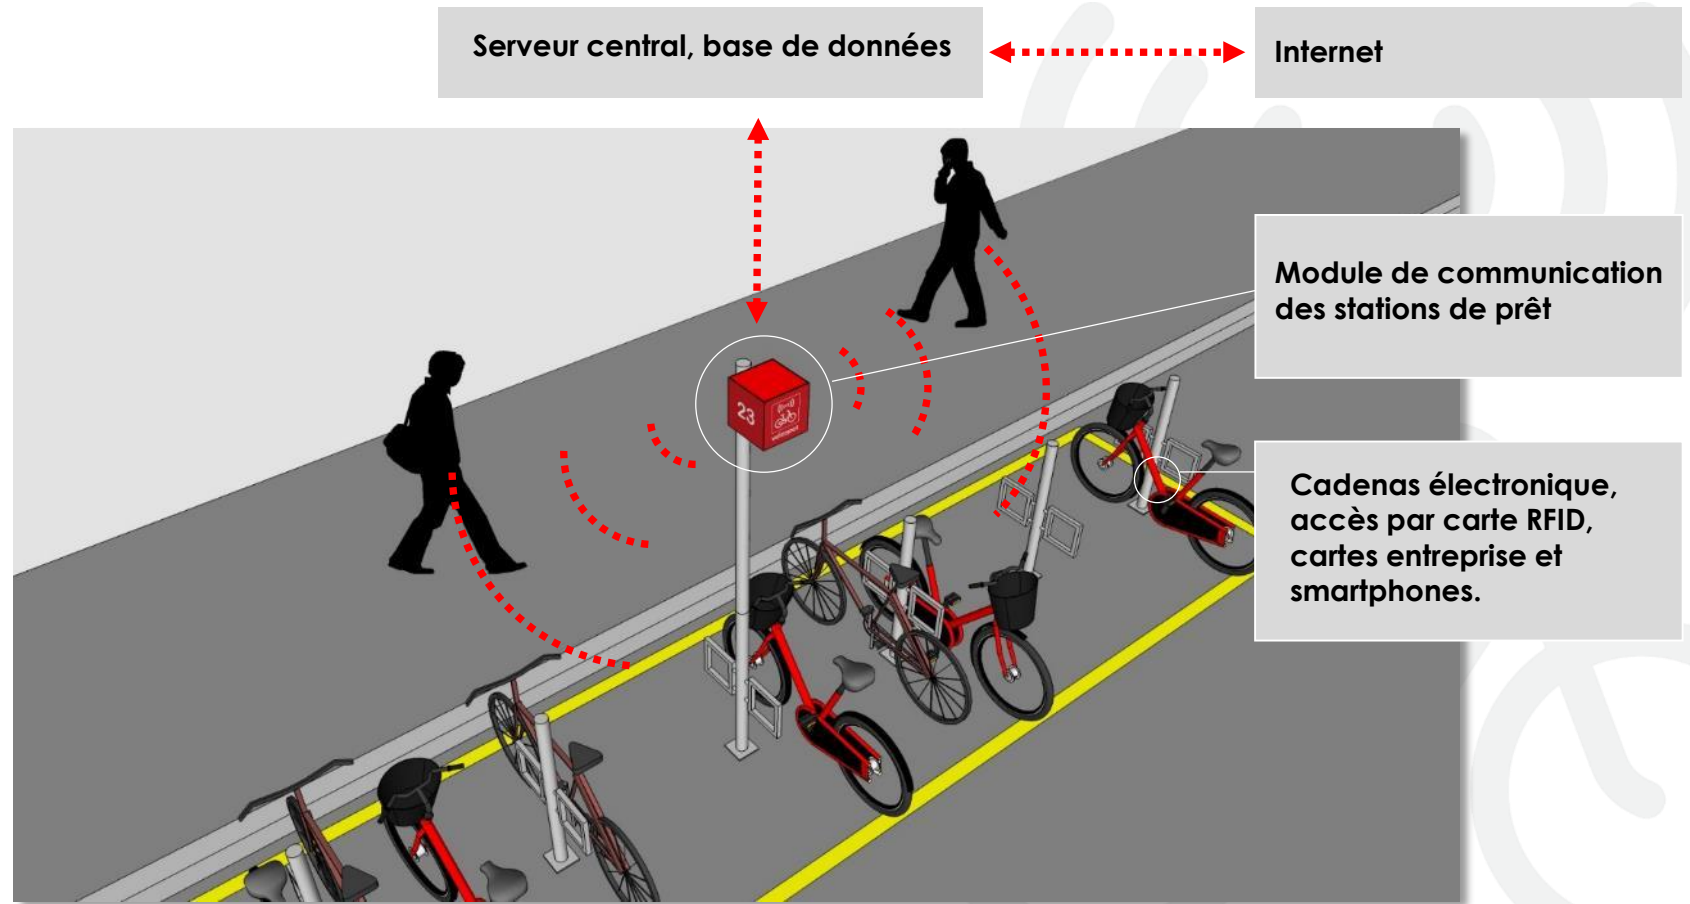 Serveur central, base de données
Internet
Module de communication
des stations de prêt
23
velospot
Cadenas électronique,
accès par carte RFID,
cartes entreprise et
smartphones.